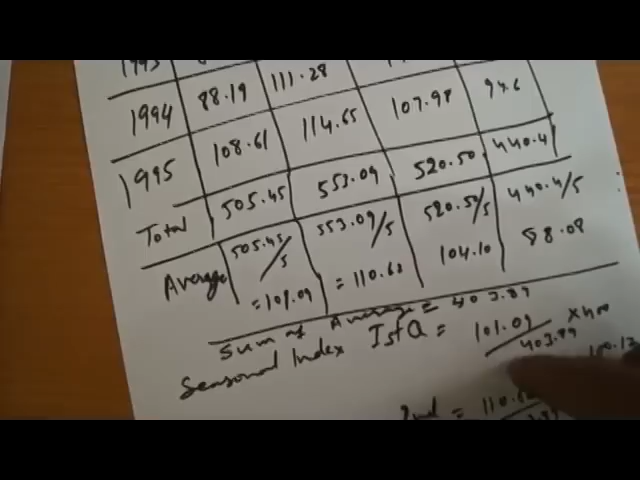 1993
111.28
1994 88.19 114.65 107.98 94.6
1995 108.61
Total 505.45 553.09 520.50 440.4
Average 505.45/5 553.09/5 520.50/5 440.4/5
= 101.09 = 110.62 104.10 88.08
Sum of Average = 403.89
Seasonal Index Ist Q = 101.09 / 403.89 x400
2nd = 110.62